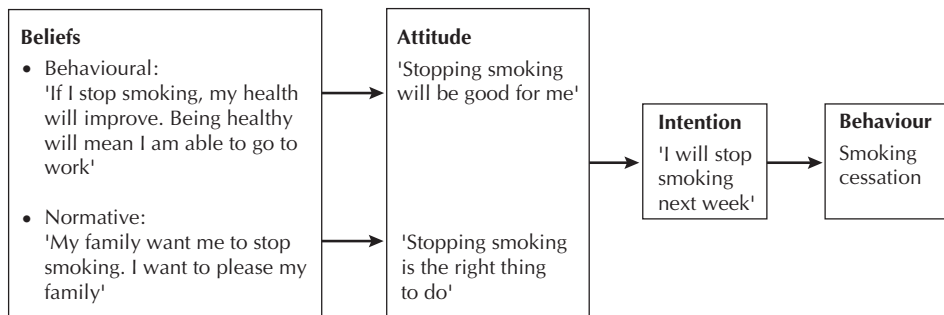 Beliefs
• Behavioural:
'If I stop smoking, my health
will improve. Being healthy
will mean I am able to go to
work'
• Normative:
'My family want me to stop
smoking. I want to please my
family'
Attitude
'Stopping smoking
will be good for me'
'Stopping smoking
is the right thing
to do'
Intention
'I will stop
smoking
next week'
Behaviour
Smoking
cessation